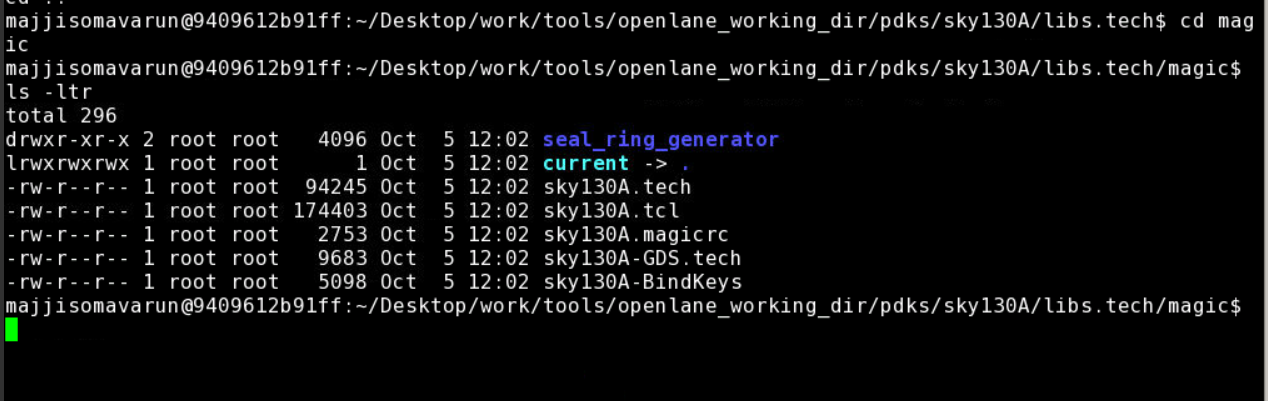 majjisomavarun@9409612b91ff:~/Desktop/work/tools/openlane_working_dir/pdks/sky130A/libs.tech$ cd mag
ic
majjisomavarun@9409612b91ff:~/Desktop/work/tools/openlane_working_dir/pdks/sky130A/libs.tech/magic$
ls -ltr
total 296
drwxr-xr-x 2 root root   4096 Oct  5 12:02 seal_ring_generator
lrwxrwxrwx 1 root root      1 Oct  5 12:02 current -> .
-rw-r--r-- 1 root root  94245 Oct  5 12:02 sky130A.tech
-rw-r--r-- 1 root root 174403 Oct  5 12:02 sky130A.tcl
-rw-r--r-- 1 root root   2753 Oct  5 12:02 sky130A.magicrc
-rw-r--r-- 1 root root   9683 Oct  5 12:02 sky130A-GDS.tech
-rw-r--r-- 1 root root   5098 Oct  5 12:02 sky130A-BindKeys
majjisomavarun@9409612b91ff:~/Desktop/work/tools/openlane_working_dir/pdks/sky130A/libs.tech/magic$